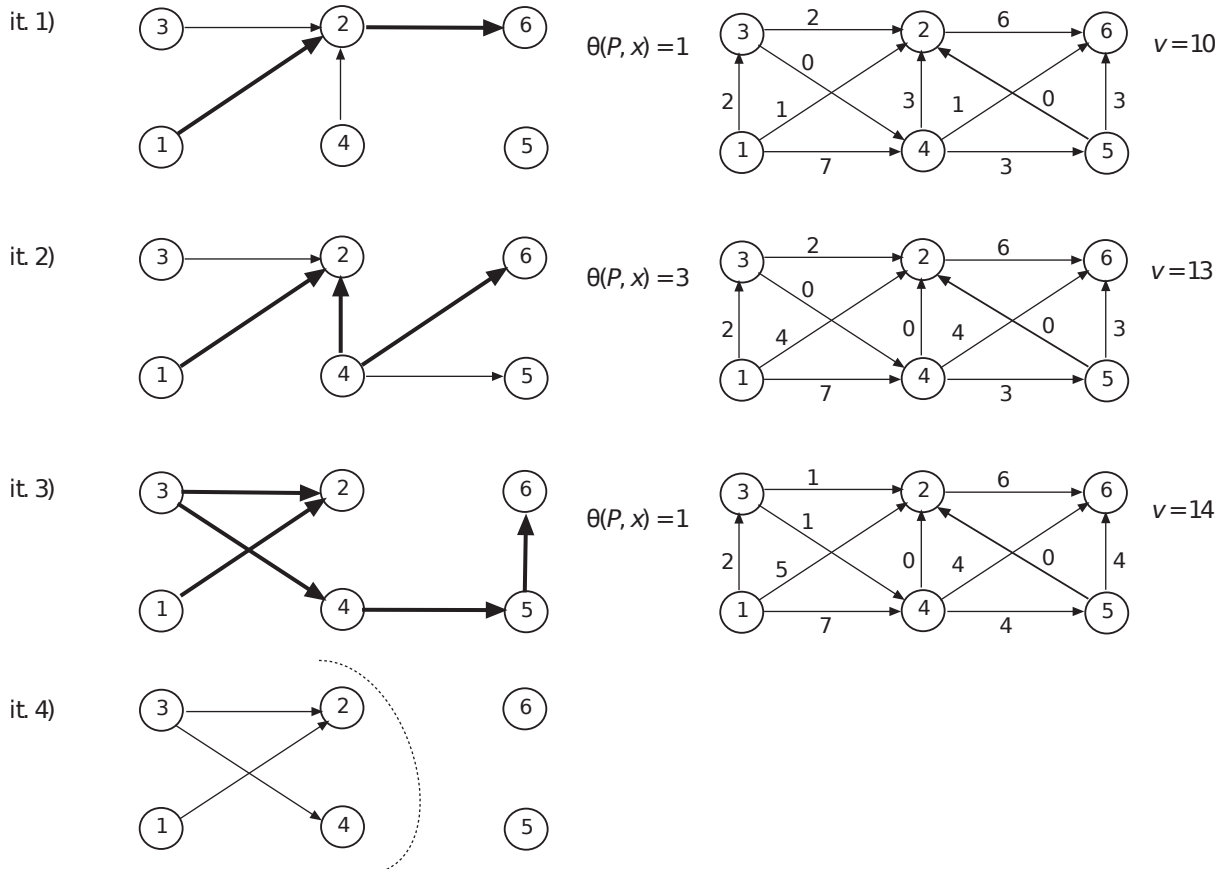 it. 1)
3 2 6
1 4 5
θ(P, x) = 1
3 2 2 6 6
v = 10
2 1 0 3 1 0 3
1 7 4 3 5
it. 2)
3 2 6
1 4 5
θ(P, x) = 3
3 2 2 6 6
v = 13
2 4 0 0 4 0 3
1 7 4 3 5
it. 3)
3 2 6
1 4 5
θ(P, x) = 1
3 1 2 6 6
v = 14
2 5 1 0 4 0 4
1 7 4 4 5
it. 4)
3 2 6
1 4 5